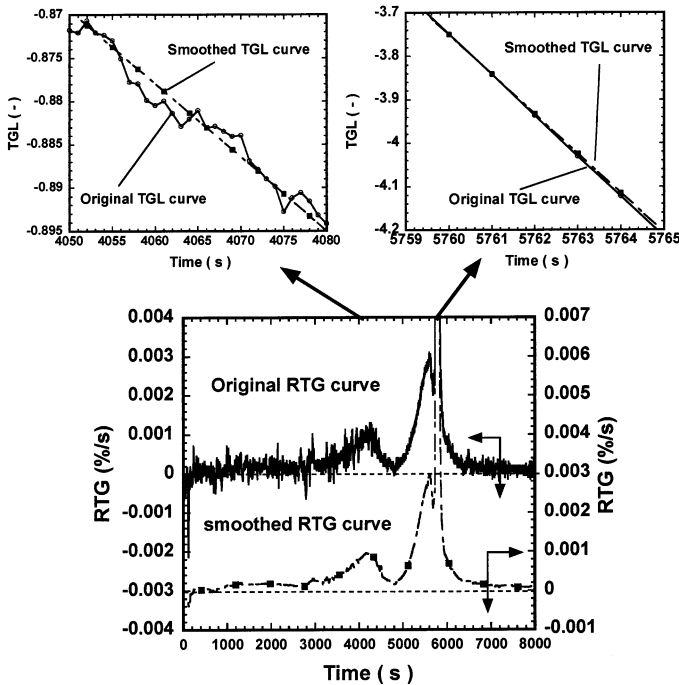 -0.87
-0.875
-0.88
-0.885
-0.89
-0.895
TGL ( - )
Smoothed TGL curve
Original TGL curve
4050 4055 4060 4065 4070 4075 4080
Time ( s )
-3.7
-3.8
-3.9
-4
-4.1
-4.2
TGL ( - )
Smoothed TGL curve
Original TGL curve
5759 5760 5761 5762 5763 5764 5765
Time ( s )
0.004
0.003
0.002
0.001
0
-0.001
-0.002
-0.003
-0.004
RTG (%/s)
Original RTG curve
smoothed RTG curve
0.007
0.006
0.005
0.004
0.003
0.002
0.001
0
-0.001
RTG (%/s)
0 1000 2000 3000 4000 5000 6000 7000 8000
Time ( s )